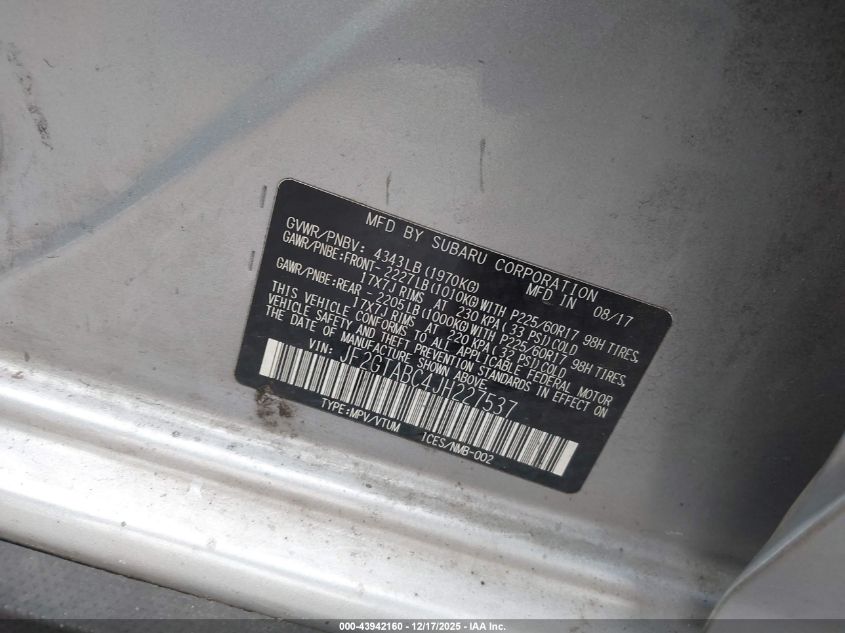 MFD BY SUBARU CORPORATION
GVWR/PNBV: 4343LB(1970KG) MFD IN 08/17
GAWR/PNBE:FRONT- 2227LB(1010KG)WITH P225/60R17 98H TIRES,
17X7J RIMS AT 230 KPA( 33 PSI)COLD
GAWR/PNBE:REAR - 2205LB(1000KG)WITH P225/60R17 98H TIRES,
17X7J RIMS AT 220 KPA( 32 PSI)COLD
THIS VEHICLE CONFORMS TO ALL APPLICABLE FEDERAL MOTOR
VEHICLE SAFETY AND THEFT PREVENTION STANDARDS IN EFFECT ON
THE DATE OF MANUFACTURE SHOWN ABOVE.
VIN: JF2GTABC4JH227537
TYPE:MPV/VTUM ICES/NMB-002
000-43942160 - 12/17/2025 - IAA Inc.